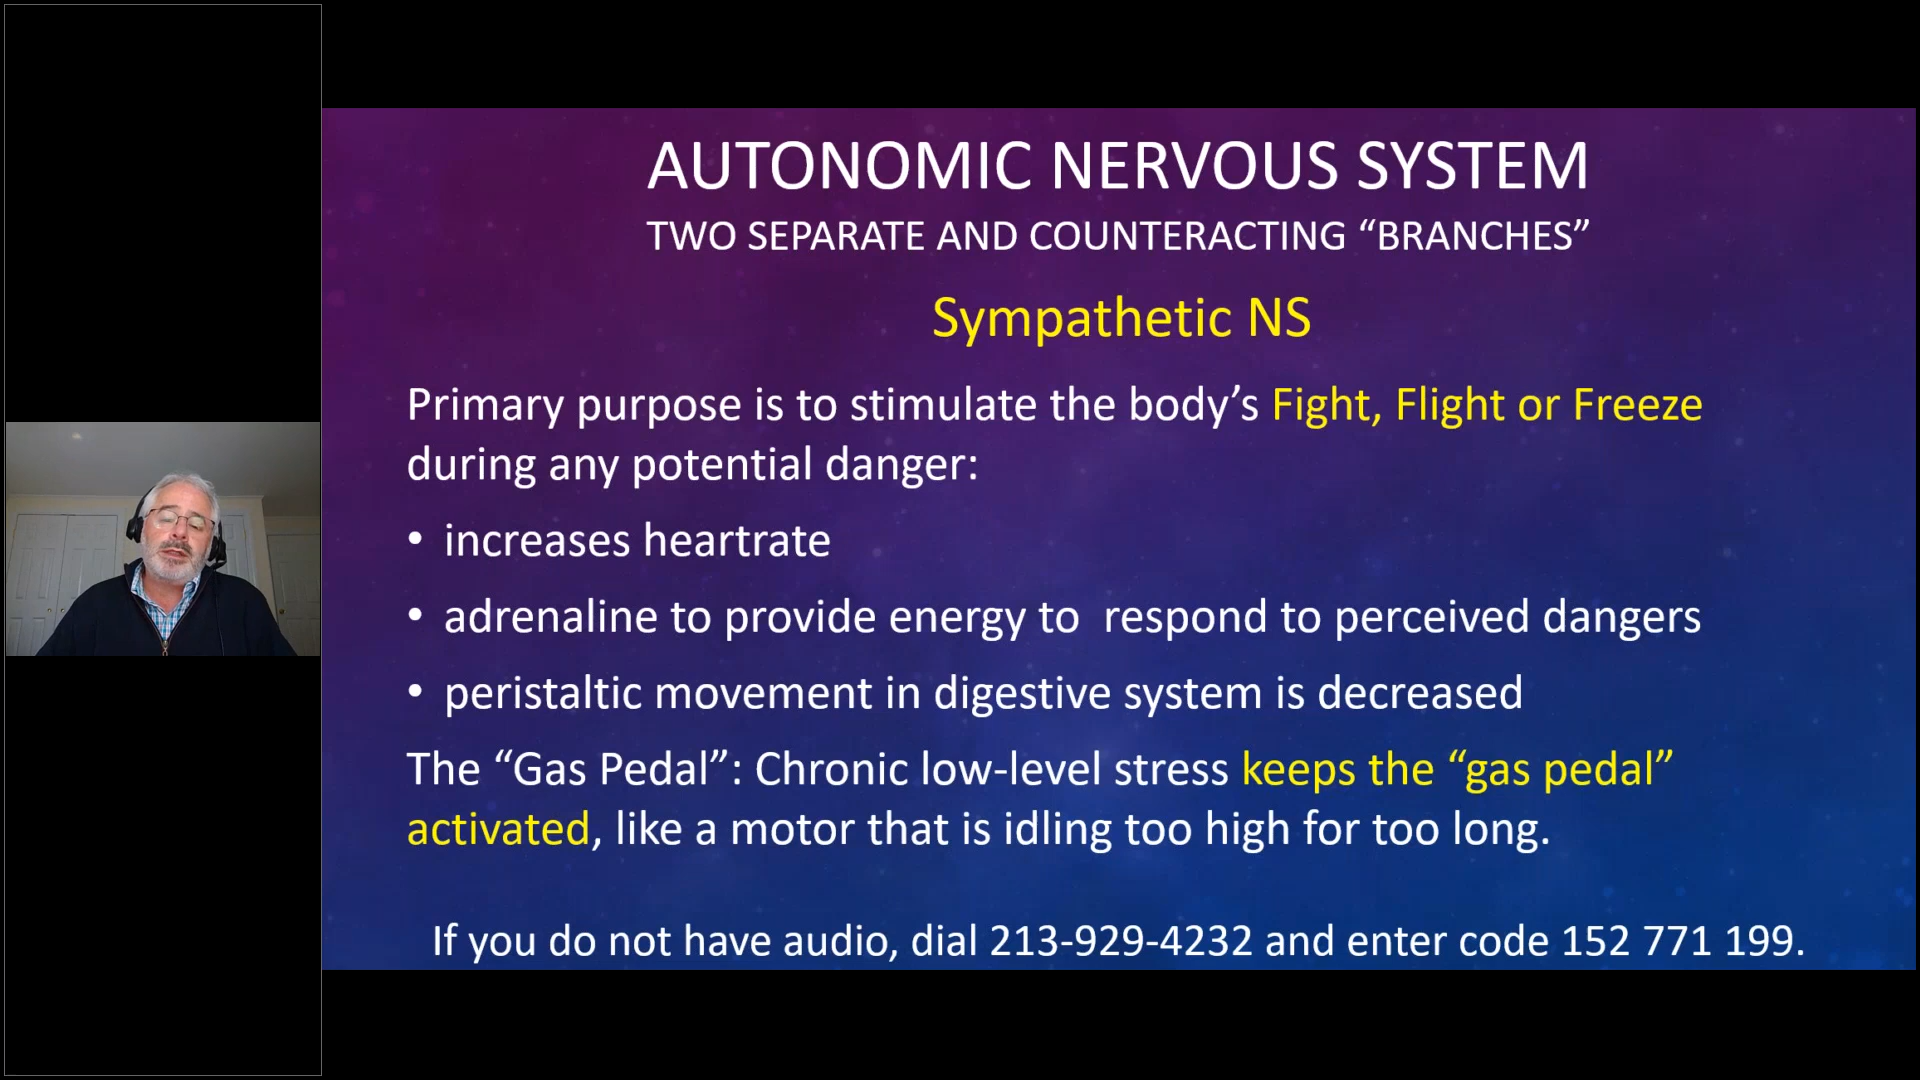 AUTONOMIC NERVOUS SYSTEM
TWO SEPARATE AND COUNTERACTING “BRANCHES”
Sympathetic NS
Primary purpose is to stimulate the body’s Fight, Flight or Freeze
during any potential danger:
• increases heartrate
• adrenaline to provide energy to  respond to perceived dangers
• peristaltic movement in digestive system is decreased
The “Gas Pedal”: Chronic low-level stress keeps the “gas pedal”
activated, like a motor that is idling too high for too long.
If you do not have audio, dial 213-929-4232 and enter code 152 771 199.